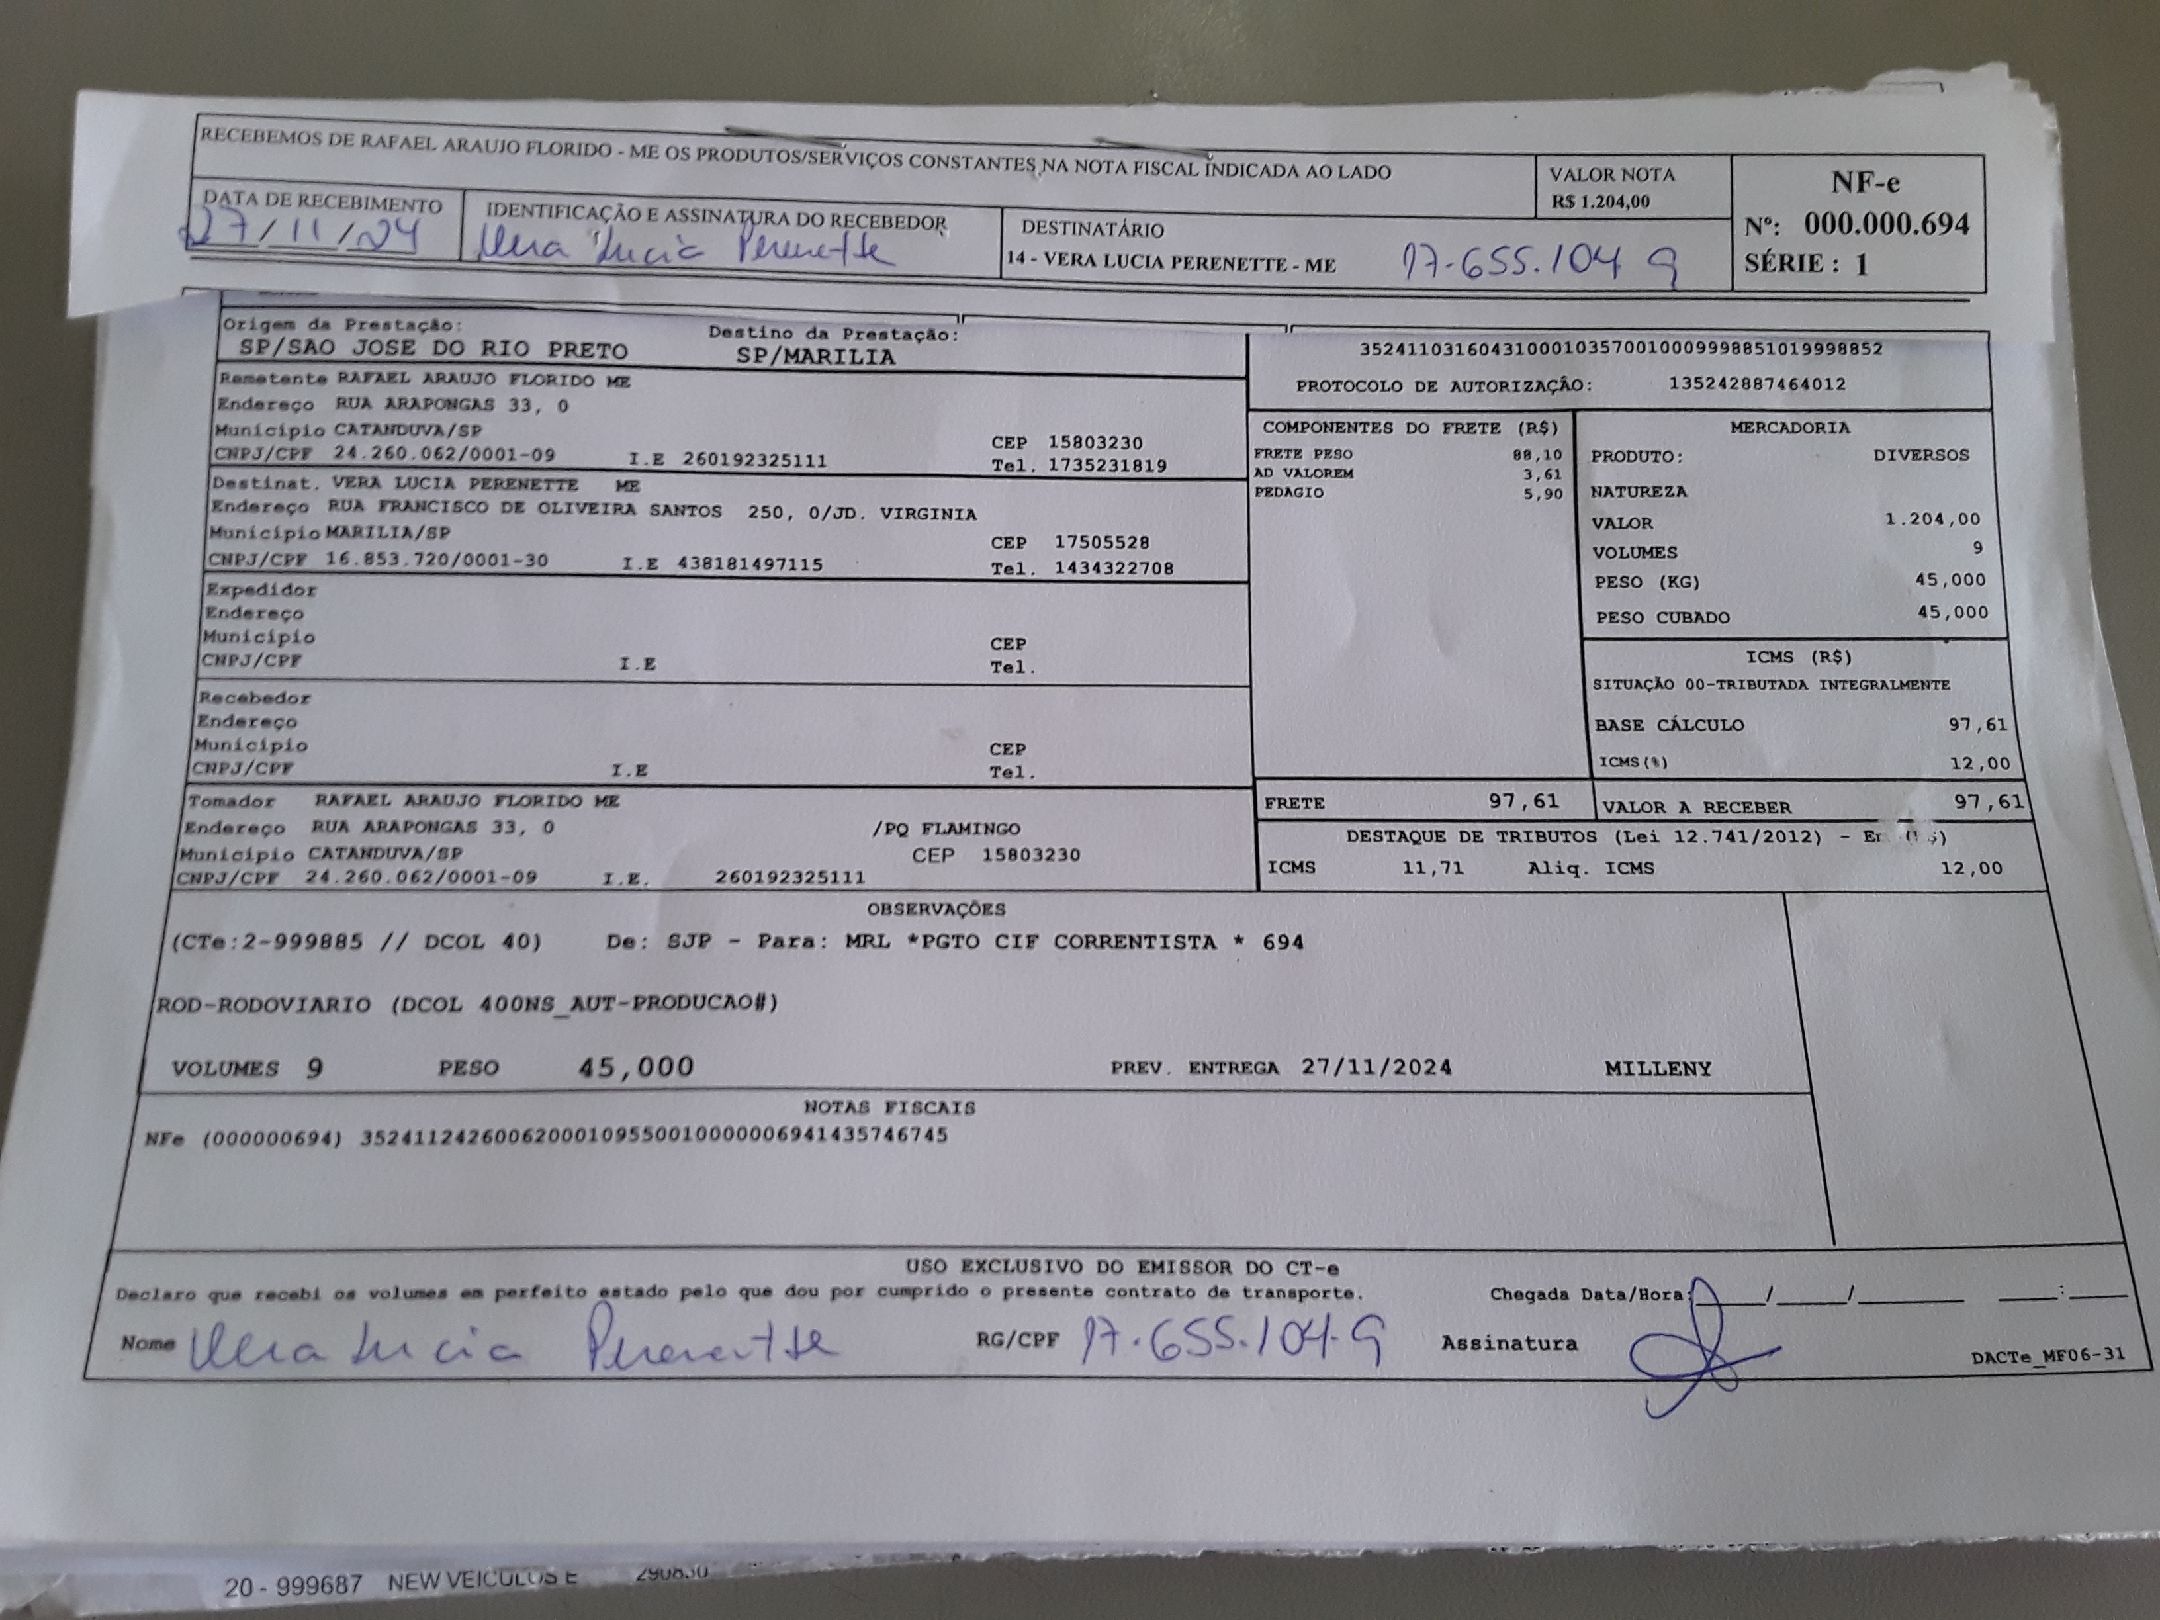 RECEBEMOS DE RAFAEL ARAUJO FLORIDO - ME OS PRODUTOS/SERVIÇOS CONSTANTES NA NOTA FISCAL INDICADA AO LADO
VALOR NOTA
R$ 1.204,00
NF-e
Nº: 000.000.694
SÉRIE : 1
DATA DE RECEBIMENTO
27/11/24
IDENTIFICAÇÃO E ASSINATURA DO RECEBEDOR
Vera Lucia Perenette
DESTINATÁRIO
14 - VERA LUCIA PERENETTE - ME
17.655.104 9
Origem da Prestação:
SP/SAO JOSE DO RIO PRETO
Destino da Prestação:
SP/MARILIA
35241103160431000103570010009998851019998852
PROTOCOLO DE AUTORIZAÇÃO: 135242887464012
Remetente RAFAEL ARAUJO FLORIDO ME
Endereço RUA ARAPONGAS 33, 0
Município CATANDUVA/SP CEP 15803230
CNPJ/CPF 24.260.062/0001-09 I.E 260192325111 Tel. 1735231819
Destinat. VERA LUCIA PERENETTE ME
Endereço RUA FRANCISCO DE OLIVEIRA SANTOS 250, 0/JD. VIRGINIA
Município MARILIA/SP CEP 17505528
CNPJ/CPF 16.853.720/0001-30 I.E 438181497115 Tel. 1434322708
Expedidor
Endereço
Município CEP
CNPJ/CPF I.E Tel.
Recebedor
Endereço
Município CEP
CNPJ/CPF I.E Tel.
Tomador RAFAEL ARAUJO FLORIDO ME
Endereço RUA ARAPONGAS 33, 0 /PQ FLAMINGO
Município CATANDUVA/SP CEP 15803230
CNPJ/CPF 24.260.062/0001-09 I.E. 260192325111
COMPONENTES DO FRETE (R$)
FRETE PESO 88,10
AD VALOREM 3,61
PEDAGIO 5,90
MERCADORIA
PRODUTO: DIVERSOS
NATUREZA
VALOR 1.204,00
VOLUMES 9
PESO (KG) 45,000
PESO CUBADO 45,000
ICMS (R$)
SITUAÇÃO 00-TRIBUTADA INTEGRALMENTE
BASE CÁLCULO 97,61
ICMS(%) 12,00
FRETE 97,61
VALOR A RECEBER 97,61
DESTAQUE DE TRIBUTOS (Lei 12.741/2012) -
ICMS 11,71 Aliq. ICMS 12,00
OBSERVAÇÕES
(CTe:2-999885 // DCOL 40) De: SJP - Para: MRL *PGTO CIF CORRENTISTA * 694
ROD-RODOVIARIO (DCOL 400NS_AUT-PRODUCAO#)
VOLUMES 9 PESO 45,000 PREV. ENTREGA 27/11/2024 MILLENY
NOTAS FISCAIS
NFe (000000694) 35241124260062000109550010000006941435746745
USO EXCLUSIVO DO EMISSOR DO CT-e
Declaro que recebi os volumes em perfeito estado pelo que dou por cumprido o presente contrato de transporte. Chegada Data/Hora: ____/____/______ ___:___
Nome Vera Lucia Perenette RG/CPF 17.655.104-9 Assinatura
DACTe_MF06-31
20 - 999687 NEW VEICULOS E